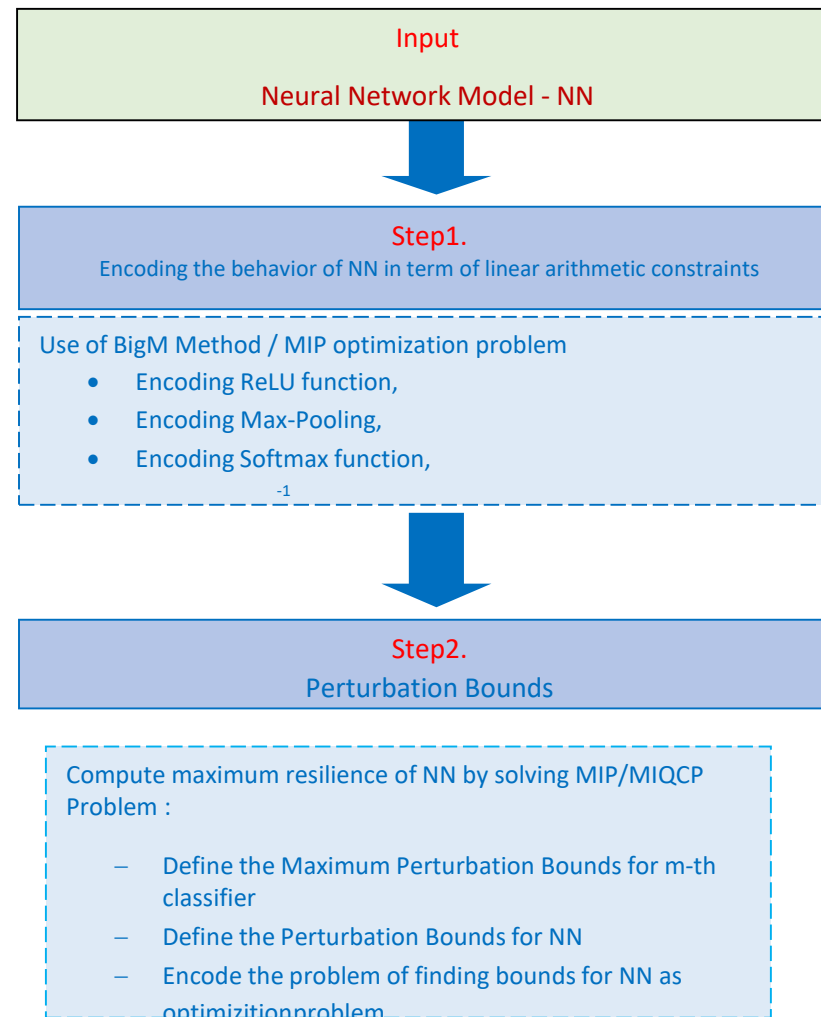 Input
Neural Network Model - NN
Step1.
Encoding the behavior of NN in term of linear arithmetic constraints
Use of BigM Method / MIP optimization problem
• Encoding ReLU function,
• Encoding Max-Pooling,
• Encoding Softmax function,
-1
Step2.
Perturbation Bounds
Compute maximum resilience of NN by solving MIP/MIQCP
Problem :
– Define the Maximum Perturbation Bounds for m-th
classifier
– Define the Perturbation Bounds for NN
– Encode the problem of finding bounds for NN as
optimizitionproblem